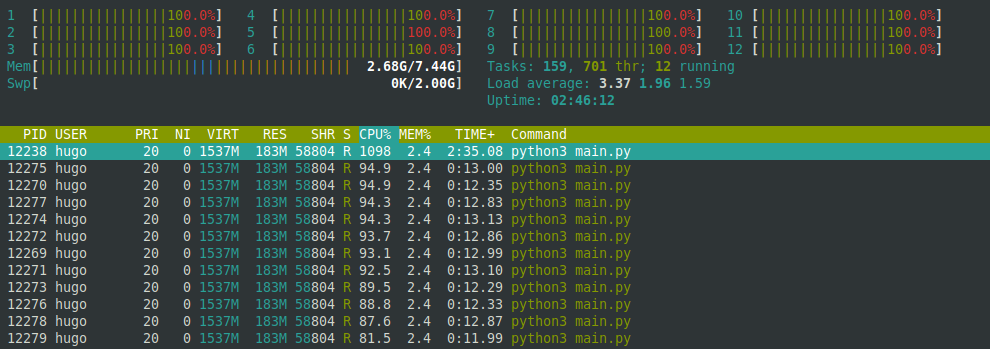 1 [||||||||||||||||100.0%] 4 [||||||||||||||||100.0%] 7 [||||||||||||||||100.0%] 10 [||||||||||||||||100.0%]
2 [||||||||||||||||100.0%] 5 [||||||||||||||||100.0%] 8 [||||||||||||||||100.0%] 11 [||||||||||||||||100.0%]
3 [||||||||||||||||100.0%] 6 [||||||||||||||||100.0%] 9 [||||||||||||||||100.0%] 12 [||||||||||||||||100.0%]
Mem[|||||||||||||||||||||||||||||||||||||||| 2.68G/7.44G] Tasks: 159, 701 thr; 12 running
Swp[ 0K/2.00G] Load average: 3.37 1.96 1.59
Uptime: 02:46:12
PID USER PRI NI VIRT RES SHR S CPU% MEM% TIME+ Command
12238 hugo 20 0 1537M 183M 58804 R 1098 2.4 2:35.08 python3 main.py
12275 hugo 20 0 1537M 183M 58804 R 94.9 2.4 0:13.00 python3 main.py
12270 hugo 20 0 1537M 183M 58804 R 94.9 2.4 0:12.35 python3 main.py
12277 hugo 20 0 1537M 183M 58804 R 94.3 2.4 0:12.83 python3 main.py
12274 hugo 20 0 1537M 183M 58804 R 94.3 2.4 0:13.13 python3 main.py
12272 hugo 20 0 1537M 183M 58804 R 93.7 2.4 0:12.86 python3 main.py
12269 hugo 20 0 1537M 183M 58804 R 93.1 2.4 0:12.99 python3 main.py
12271 hugo 20 0 1537M 183M 58804 R 92.5 2.4 0:13.10 python3 main.py
12273 hugo 20 0 1537M 183M 58804 R 89.5 2.4 0:12.29 python3 main.py
12276 hugo 20 0 1537M 183M 58804 R 88.8 2.4 0:12.33 python3 main.py
12278 hugo 20 0 1537M 183M 58804 R 87.6 2.4 0:12.87 python3 main.py
12279 hugo 20 0 1537M 183M 58804 R 81.5 2.4 0:11.99 python3 main.py